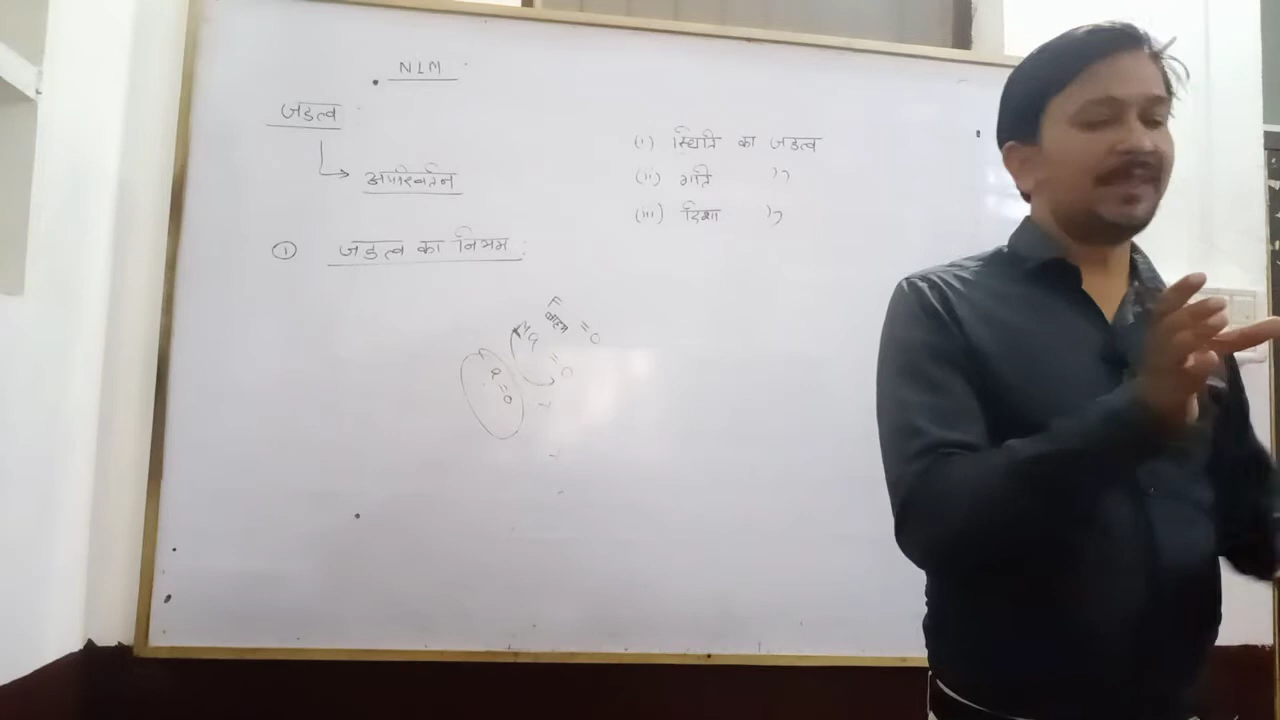 NLM
जडत्व :
अपरिवर्तन
① जडत्व का नियम :
(i) स्थिति का जडत्व
(ii) गति ,,
(iii) दिशा ,,
F बाह्य = 0
a = 0